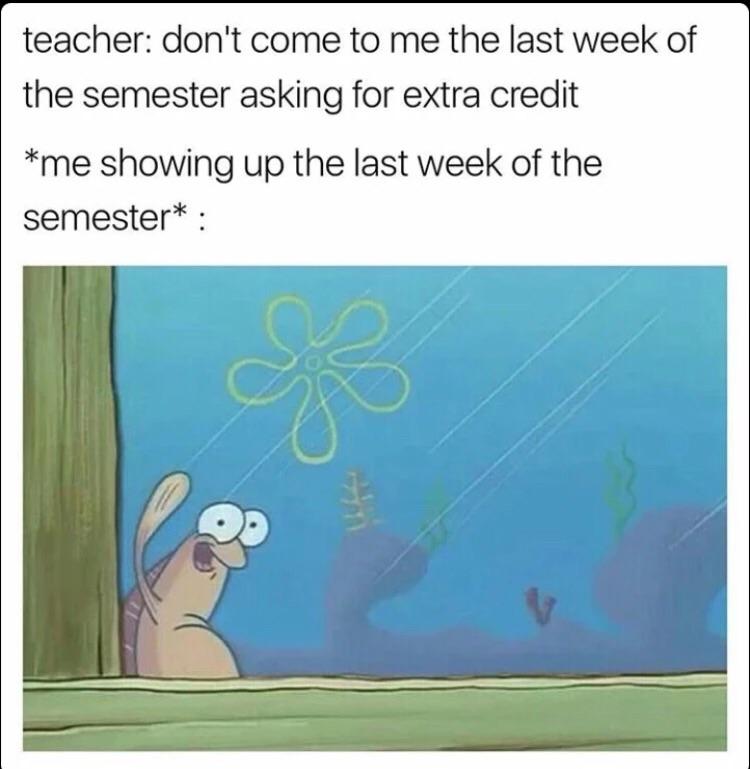 teacher: don't come to me the last week of
the semester asking for extra credit
*me showing up the last week of the
semester* :